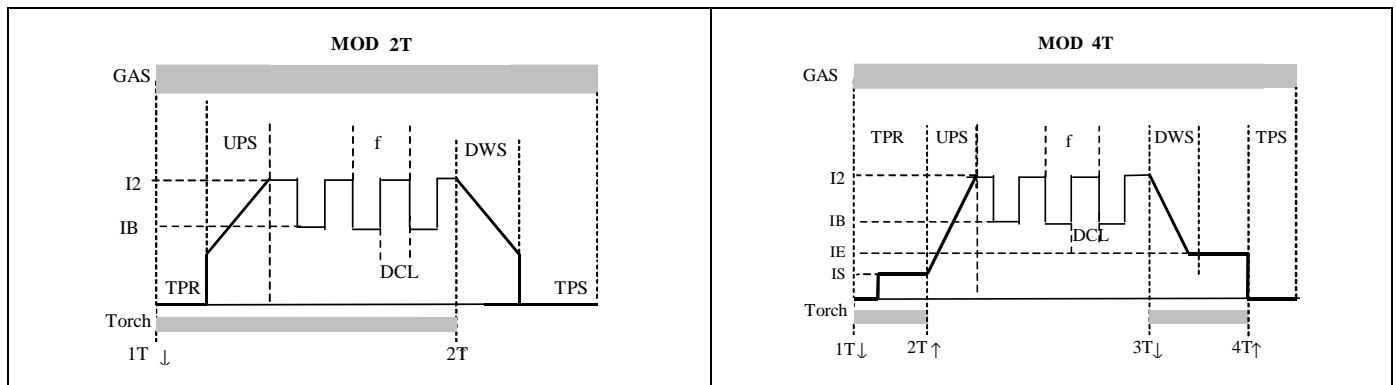 MOD 2T
GAS
UPS f DWS
I2
IB
DCL
TPR TPS
Torch
1T ↓ 2T
MOD 4T
GAS
TPR UPS f DWS TPS
I2
IB
DCL
IE
IS
Torch
1T↓ 2T↑ 3T↓ 4T↑